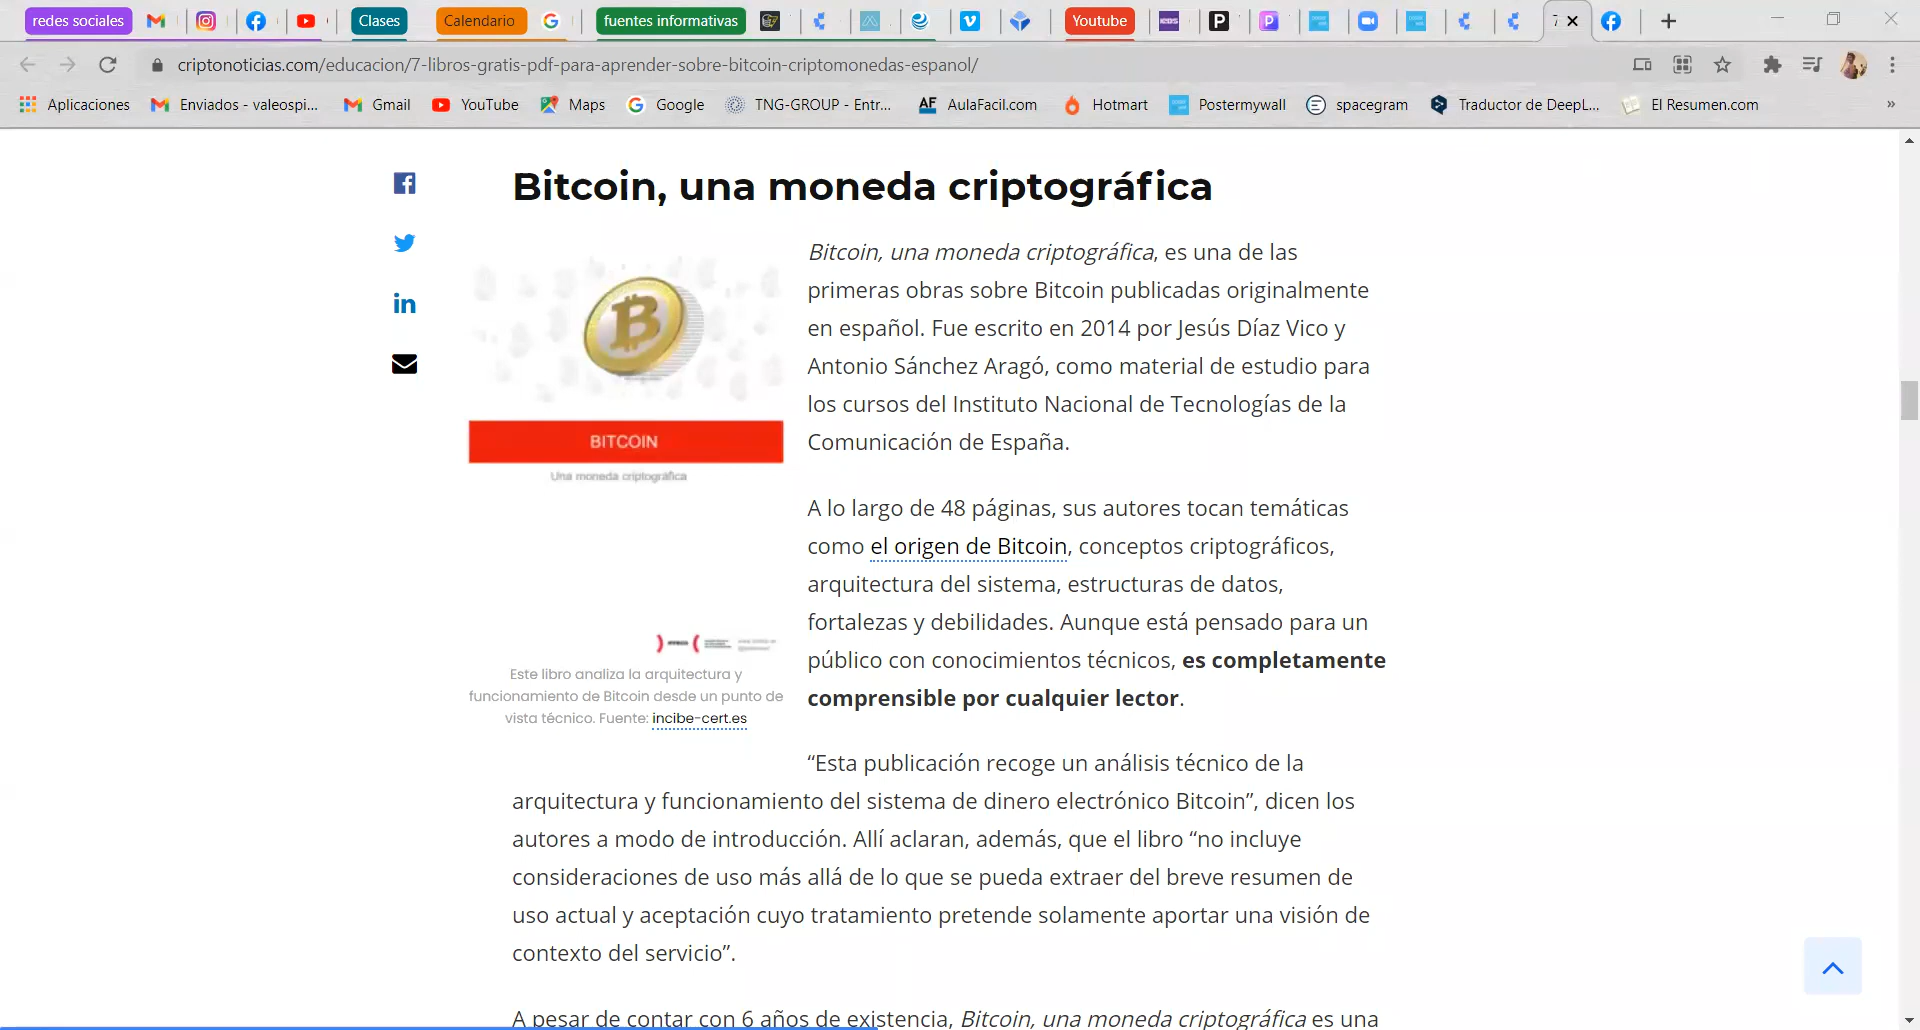 redes sociales
Clases
Calendario
fuentes informativas
Youtube
7
criptonoticias.com/educacion/7-libros-gratis-pdf-para-aprender-sobre-bitcoin-criptomonedas-espanol/
Aplicaciones
Enviados - valeospi...
Gmail
YouTube
Maps
Google
TNG-GROUP - Entr...
AulaFacil.com
Hotmart
Postermywall
spacegram
Traductor de DeepL...
El Resumen.com
Bitcoin, una moneda criptográfica
BITCOIN
Una moneda criptográfica
Este libro analiza la arquitectura y
funcionamiento de Bitcoin desde un punto de
vista técnico. Fuente: incibe-cert.es
Bitcoin, una moneda criptográfica, es una de las
primeras obras sobre Bitcoin publicadas originalmente
en español. Fue escrito en 2014 por Jesús Díaz Vico y
Antonio Sánchez Aragó, como material de estudio para
los cursos del Instituto Nacional de Tecnologías de la
Comunicación de España.
A lo largo de 48 páginas, sus autores tocan temáticas
como el origen de Bitcoin, conceptos criptográficos,
arquitectura del sistema, estructuras de datos,
fortalezas y debilidades. Aunque está pensado para un
público con conocimientos técnicos, es completamente
comprensible por cualquier lector.
“Esta publicación recoge un análisis técnico de la
arquitectura y funcionamiento del sistema de dinero electrónico Bitcoin”, dicen los
autores a modo de introducción. Allí aclaran, además, que el libro “no incluye
consideraciones de uso más allá de lo que se pueda extraer del breve resumen de
uso actual y aceptación cuyo tratamiento pretende solamente aportar una visión de
contexto del servicio”.
A pesar de contar con 6 años de existencia, Bitcoin, una moneda criptográfica es una